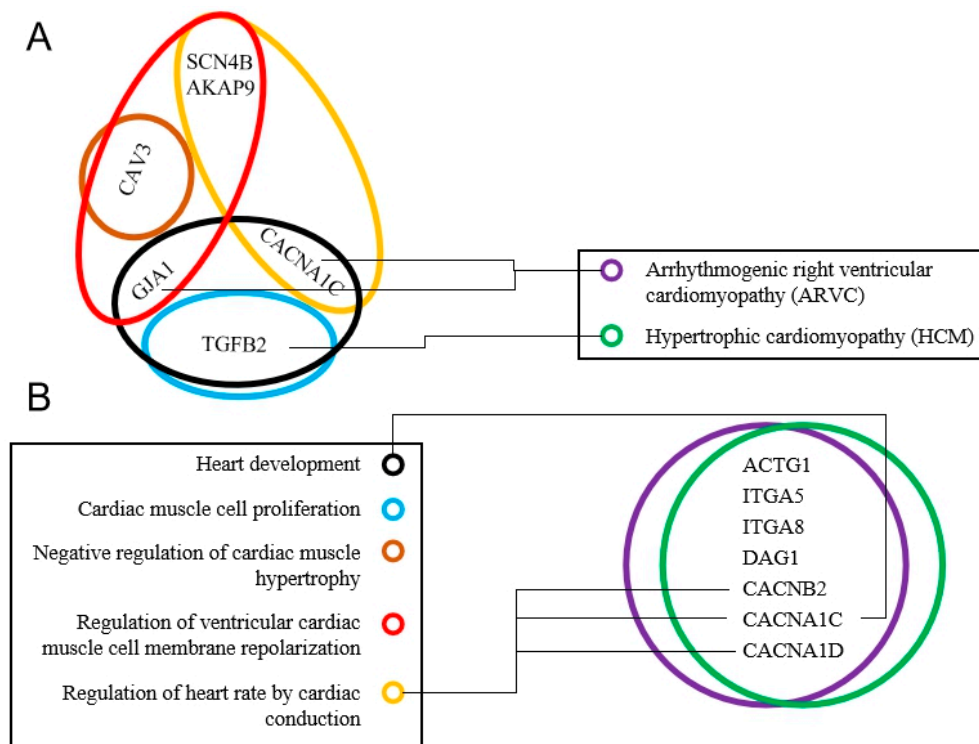 A
SCN4B
AKAP9
CAV3
CACNA1C
GJA1
TGFB2
Arrhythmogenic right ventricular
cardiomyopathy (ARVC)
Hypertrophic cardiomyopathy (HCM)
B
Heart development
Cardiac muscle cell proliferation
Negative regulation of cardiac muscle
hypertrophy
Regulation of ventricular cardiac
muscle cell membrane repolarization
Regulation of heart rate by cardiac
conduction
ACTG1
ITGA5
ITGA8
DAG1
CACNB2
CACNA1C
CACNA1D